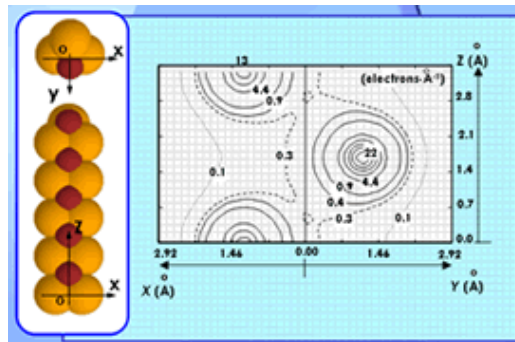 O X
y
Z
O X
13
4.4
0.9
0.1
0.3
22
0.9
4.4
0.4
0.3
0.1
(electrons·Å⁻³)
Z (Å)
2.8
2.1
1.4
0.7
0.0
2.92 1.46 0.00 1.46 2.92
X (Å) Y (Å)